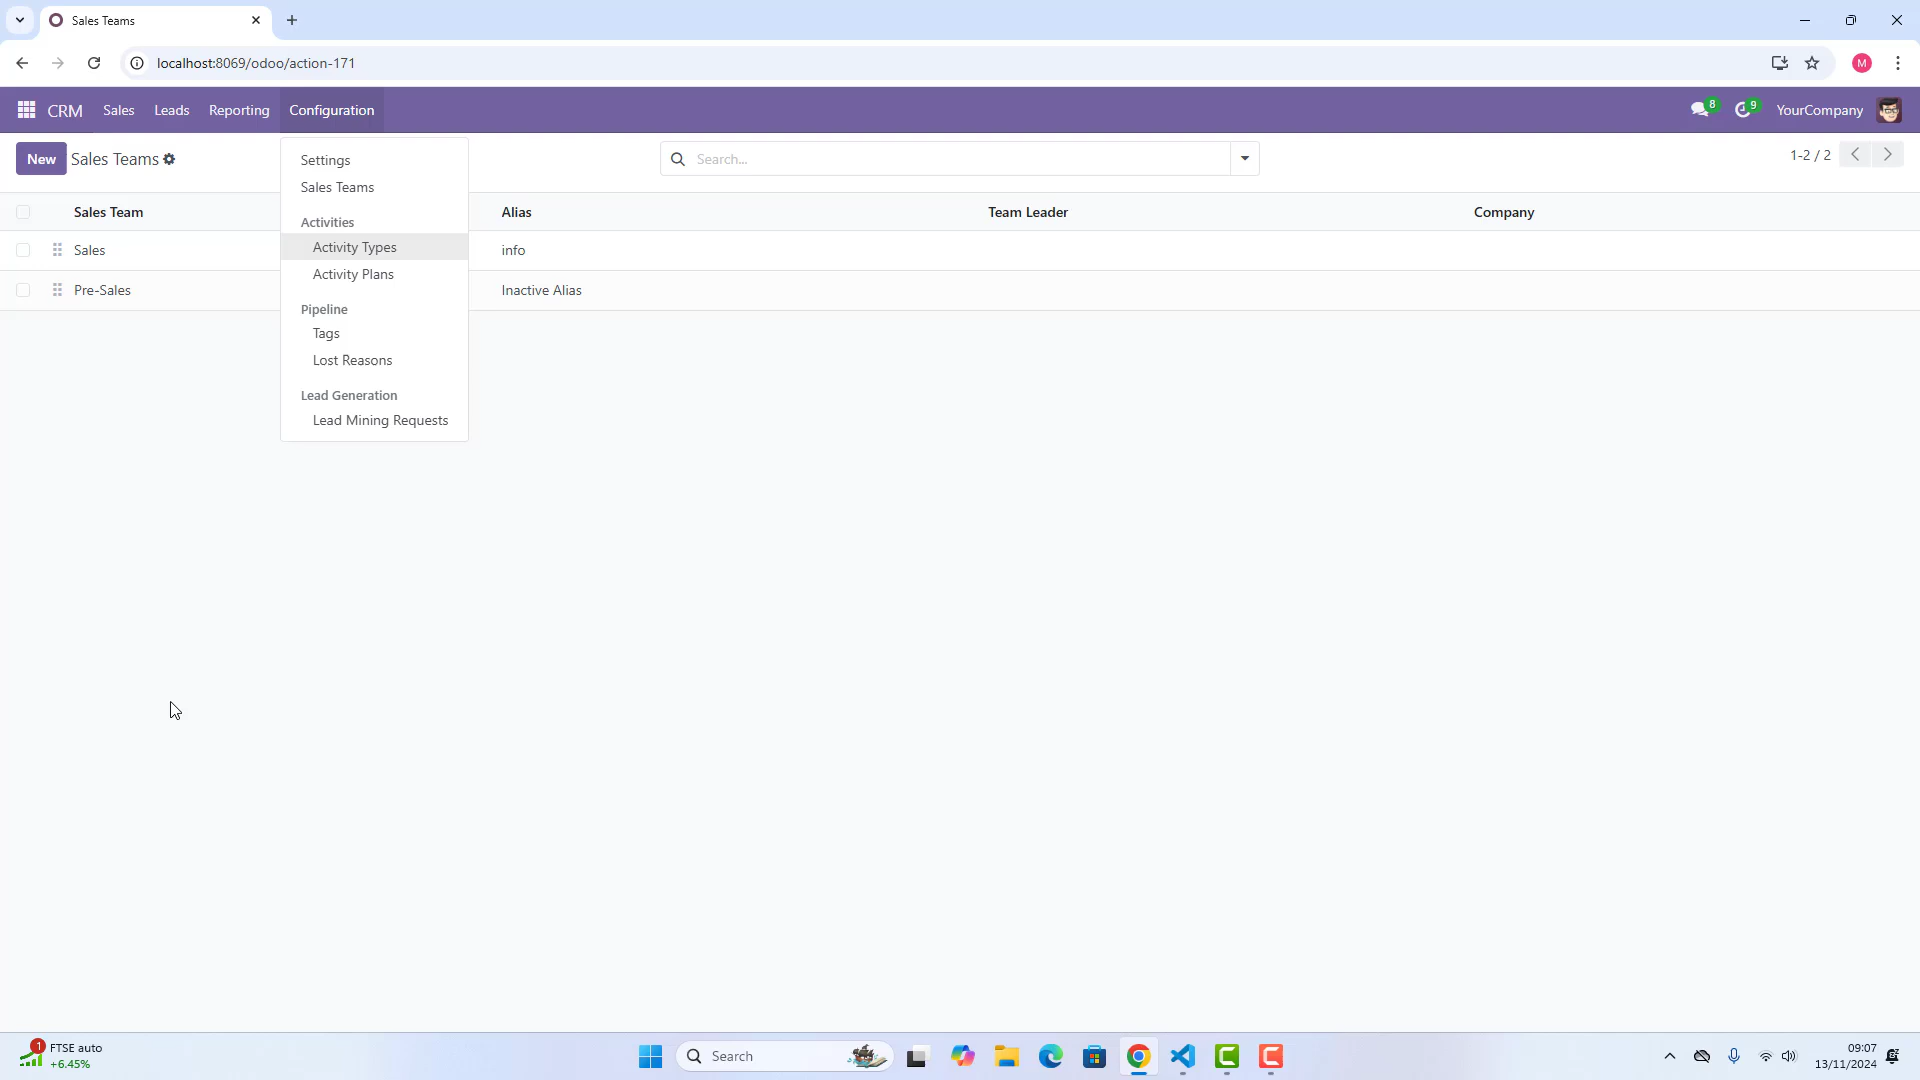 Sales Teams
localhost:8069/odoo/action-171
M
CRM Sales Leads Reporting Configuration
8 9 YourCompany
New Sales Teams
Search...
1-2 / 2
Settings
Sales Teams
Activities
Activity Types
Activity Plans
Pipeline
Tags
Lost Reasons
Lead Generation
Lead Mining Requests
Sales Team Alias Team Leader Company
Sales info
Pre-Sales Inactive Alias
1
FTSE auto
+6.45%
Search
09:07
13/11/2024